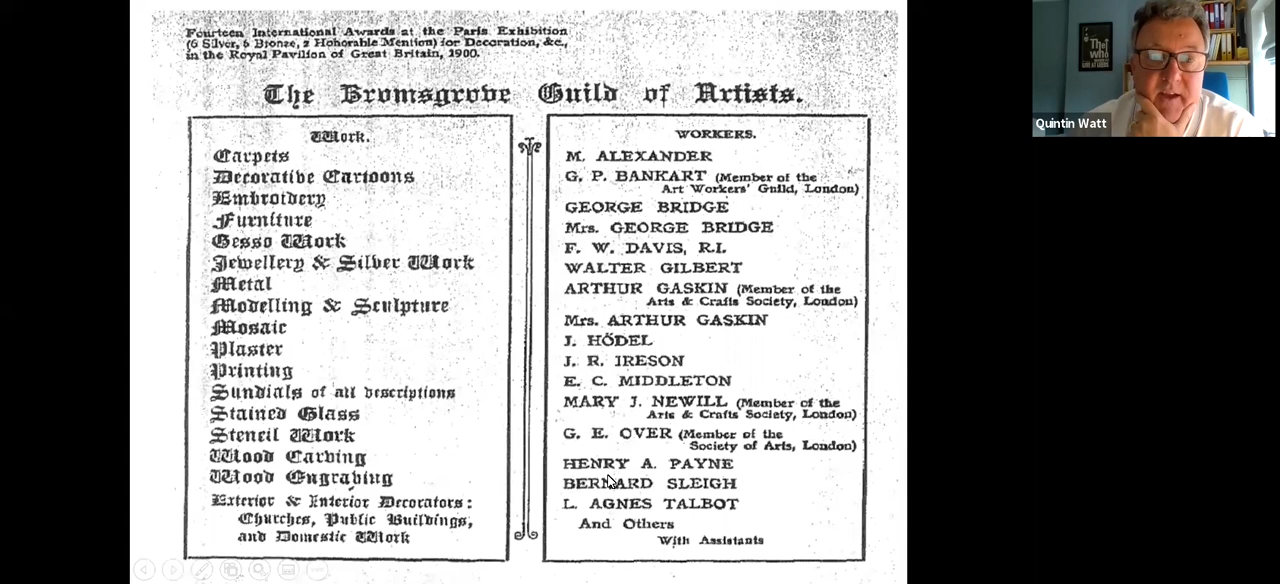 Fourteen International Awards at the Paris Exhibition
(6 Silver, 6 Bronze, 2 Honorable Mention) for Decoration, &c.,
in the Royal Pavilion of Great Britain, 1900.
The Bromsgrove Guild of Artists.
Work.
Carpets
Decorative Cartoons
Embroidery
Furniture
Gesso Work
Jewellery & Silver Work
Metal
Modelling & Sculpture
Mosaic
Plaster
Printing
Sundials of all descriptions
Stained Glass
Stencil Work
Wood Carving
Wood Engraving
Exterior & Interior Decorators:
Churches, Public Buildings,
and Domestic Work
WORKERS.
M. ALEXANDER
G. P. BANKART (Member of the
Art Workers' Guild, London)
GEORGE BRIDGE
Mrs. GEORGE BRIDGE
F. W. DAVIS, R.I.
WALTER GILBERT
ARTHUR GASKIN (Member of the
Arts & Crafts Society, London)
Mrs. ARTHUR GASKIN
J. HÖDEL
J. R. IRESON
E. C. MIDDLETON
MARY J. NEWILL (Member of the
Arts & Crafts Society, London)
G. E. OVER (Member of the
Society of Arts, London)
HENRY A. PAYNE
BERNARD SLEIGH
L. AGNES TALBOT
And Others
With Assistants
The who
Quintin Watt